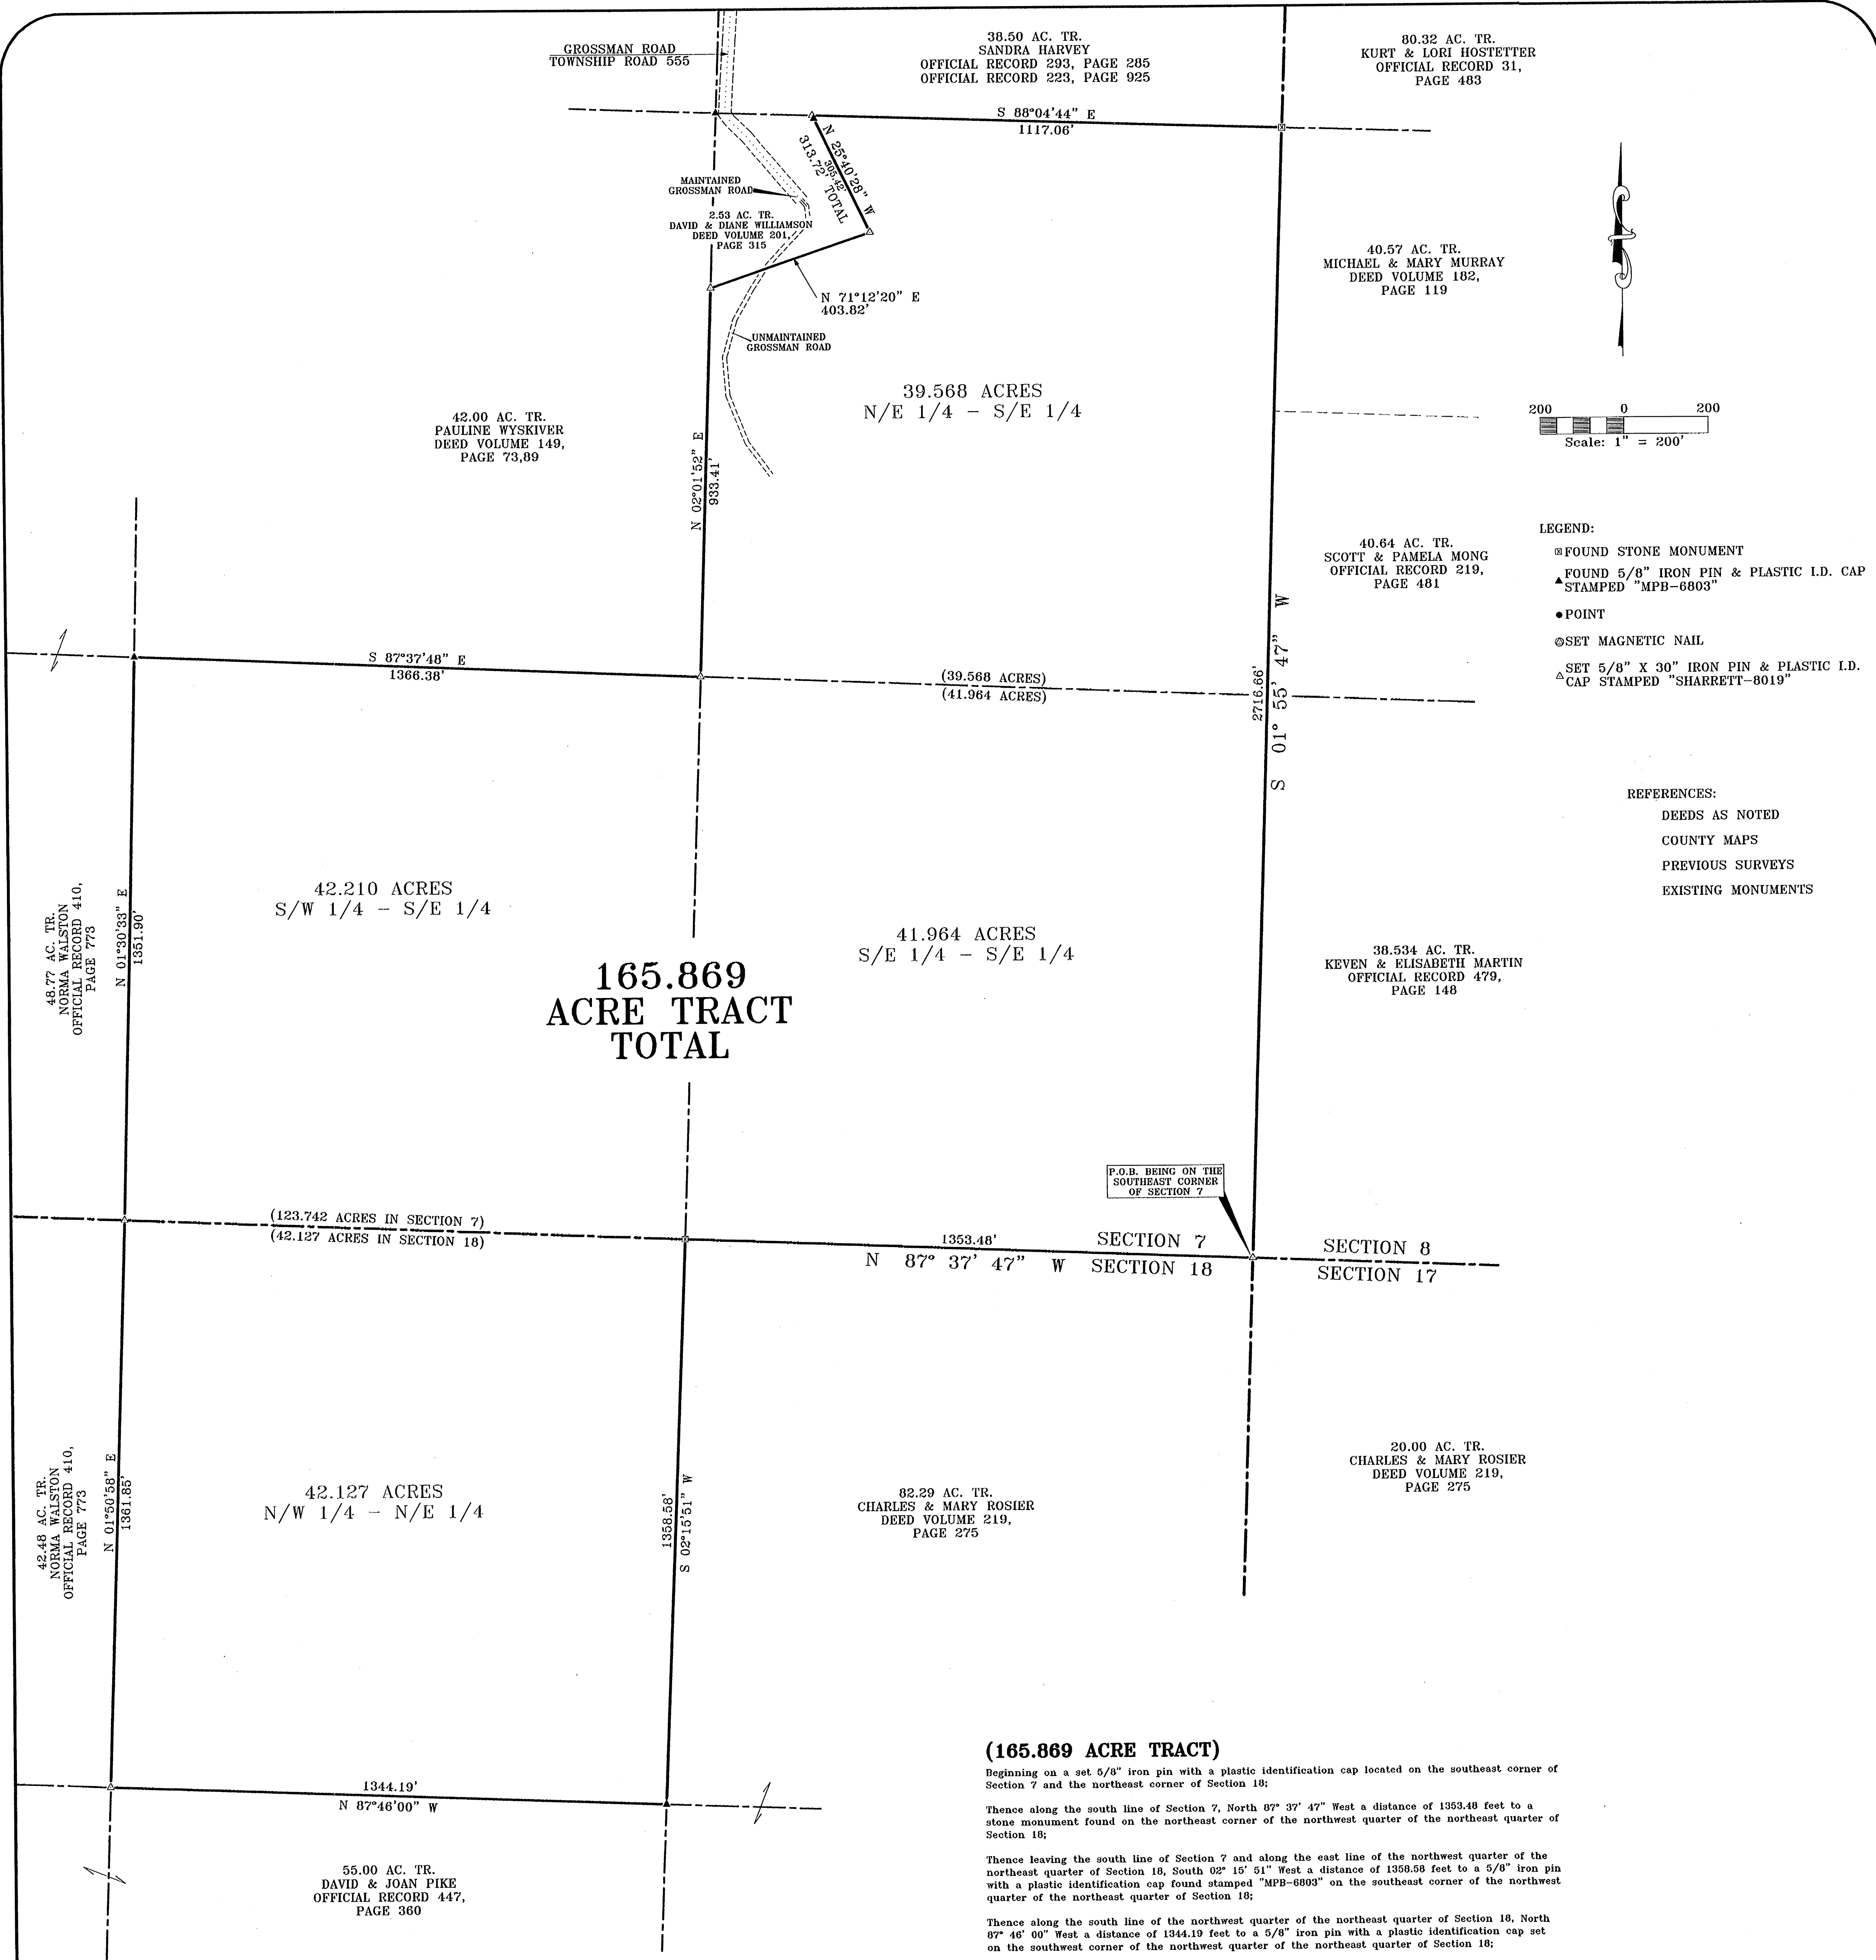 GROSSMAN ROAD
TOWNSHIP ROAD 555
38.50 AC. TR.
SANDRA HARVEY
OFFICIAL RECORD 293, PAGE 285
OFFICIAL RECORD 223, PAGE 925
80.32 AC. TR.
KURT & LORI HOSTETTER
OFFICIAL RECORD 31,
PAGE 483
S 88°04'44" E
1117.06'
N 25°40'28" W
305.42'
313.72' TOTAL
MAINTAINED
GROSSMAN ROAD
2.53 AC. TR.
DAVID & DIANE WILLIAMSON
DEED VOLUME 201,
PAGE 315
N 71°12'20" E
403.82'
UNMAINTAINED
GROSSMAN ROAD
40.57 AC. TR.
MICHAEL & MARY MURRAY
DEED VOLUME 182,
PAGE 119
39.568 ACRES
N/E 1/4 - S/E 1/4
42.00 AC. TR.
PAULINE WYSKIVER
DEED VOLUME 149,
PAGE 73,89
N 02°01'52" E
933.41'
200 0 200
Scale: 1" = 200'
LEGEND:
FOUND STONE MONUMENT
FOUND 5/8" IRON PIN & PLASTIC I.D. CAP
STAMPED "MPB-6803"
POINT
SET MAGNETIC NAIL
SET 5/8" X 30" IRON PIN & PLASTIC I.D.
CAP STAMPED "SHARRETT-8019"
40.64 AC. TR.
SCOTT & PAMELA MONG
OFFICIAL RECORD 219,
PAGE 481
S 01° 55' 47" W
2716.66'
S 87°37'48" E
1366.38'
(39.568 ACRES)
(41.964 ACRES)
REFERENCES:
DEEDS AS NOTED
COUNTY MAPS
PREVIOUS SURVEYS
EXISTING MONUMENTS
48.77 AC. TR.
NORMA WALSTON
OFFICIAL RECORD 410,
PAGE 773
N 01°30'33" E
1351.90'
42.210 ACRES
S/W 1/4 - S/E 1/4
41.964 ACRES
S/E 1/4 - S/E 1/4
165.869
ACRE TRACT
TOTAL
38.534 AC. TR.
KEVEN & ELISABETH MARTIN
OFFICIAL RECORD 479,
PAGE 148
P.O.B. BEING ON THE
SOUTHEAST CORNER
OF SECTION 7
(123.742 ACRES IN SECTION 7)
(42.127 ACRES IN SECTION 18)
1353.48'
N 87° 37' 47" W
SECTION 7
SECTION 18
SECTION 8
SECTION 17
42.48 AC. TR.
NORMA WALSTON
OFFICIAL RECORD 410,
PAGE 773
N 01°50'58" E
1361.85'
42.127 ACRES
N/W 1/4 - N/E 1/4
1358.58'
S 02°15'51" W
82.29 AC. TR.
CHARLES & MARY ROSIER
DEED VOLUME 219,
PAGE 275
20.00 AC. TR.
CHARLES & MARY ROSIER
DEED VOLUME 219,
PAGE 275
1344.19'
N 87°46'00" W
55.00 AC. TR.
DAVID & JOAN PIKE
OFFICIAL RECORD 447,
PAGE 360
(165.869 ACRE TRACT)
Beginning on a set 5/8" iron pin with a plastic identification cap located on the southeast corner of
Section 7 and the northeast corner of Section 18;
Thence along the south line of Section 7, North 87° 37' 47" West a distance of 1353.48 feet to a
stone monument found on the northeast corner of the northwest quarter of the northeast quarter of
Section 18;
Thence leaving the south line of Section 7 and along the east line of the northwest quarter of the
northeast quarter of Section 18, South 02° 15' 51" West a distance of 1358.58 feet to a 5/8" iron pin
with a plastic identification cap found stamped "MPB-6803" on the southeast corner of the northwest
quarter of the northeast quarter of Section 18;
Thence along the south line of the northwest quarter of the northeast quarter of Section 18, North
87° 46' 00" West a distance of 1344.19 feet to a 5/8" iron pin with a plastic identification cap set
on the southwest corner of the northwest quarter of the northeast quarter of Section 18;